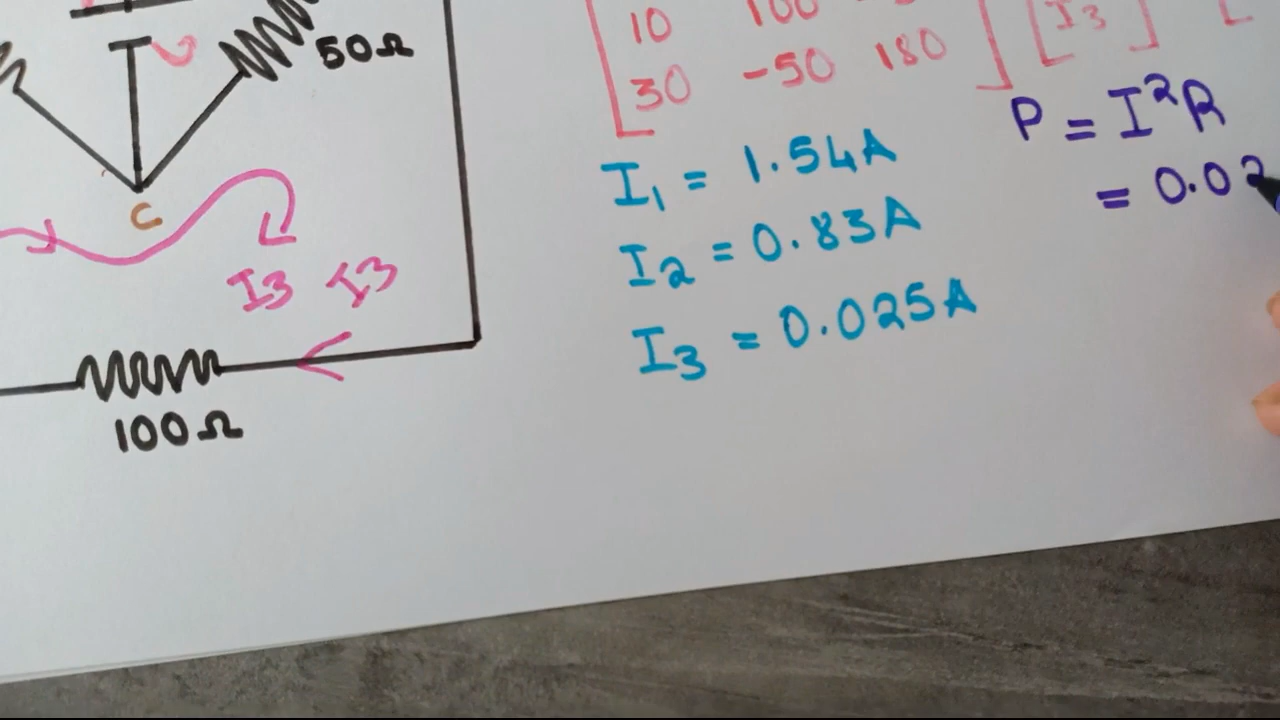 50Ω
C
I3 I3
100Ω
10 100
30 -50 180
I3
I1 = 1.54A
I2 = 0.83A
I3 = 0.025A
P = I²R
= 0.02